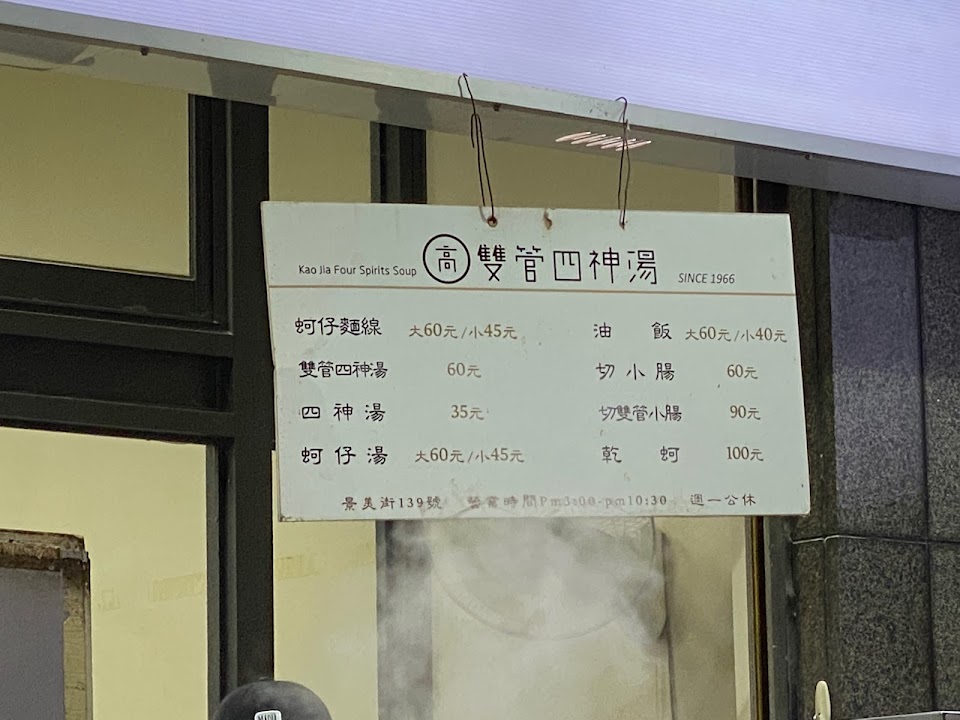 Kao Jia Four Spirits Soup 高 雙管四神湯 SINCE 1966
蚵仔麵線 大60元/小45元 油飯 大60元/小40元
雙管四神湯 60元 切小腸 60元
四神湯 35元 切雙管小腸 90元
蚵仔湯 大60元/小45元 乾蚵 100元
景美街139號 營業時間Pm3:00-pm10:30 週一公休